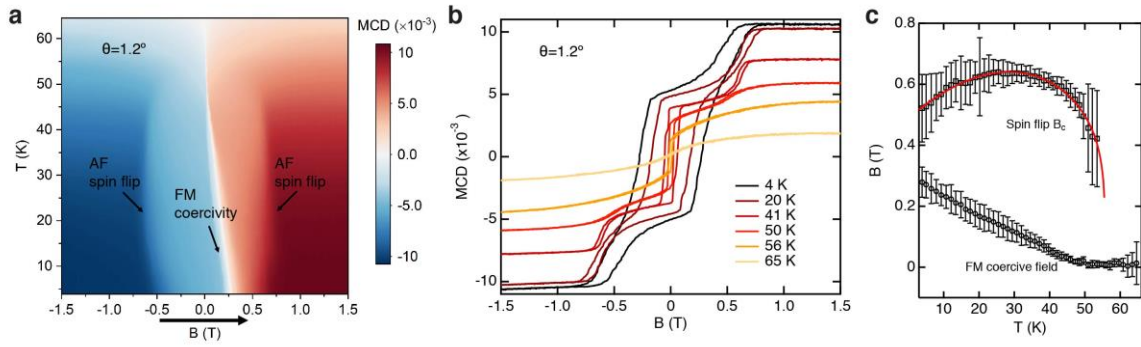 a
θ=1.2º
MCD (×10-3)
10
5.0
0.0
-5.0
-10
AF
spin flip
FM
coercivity
AF
spin flip
T (K)
60
50
40
30
20
10
-1.5 -1.0 -0.5 0.0 0.5 1.0 1.5
B (T)
b
θ=1.2º
MCD (x10-3)
10
5
0
-5
-10
4 K
20 K
41 K
50 K
56 K
65 K
-1.5 -1.0 -0.5 0 0.5 1.0 1.5
B (T)
c
B (T)
0.8
0.6
0.4
0.2
0
Spin flip Bc
FM coercive field
10 20 30 40 50 60
T (K)